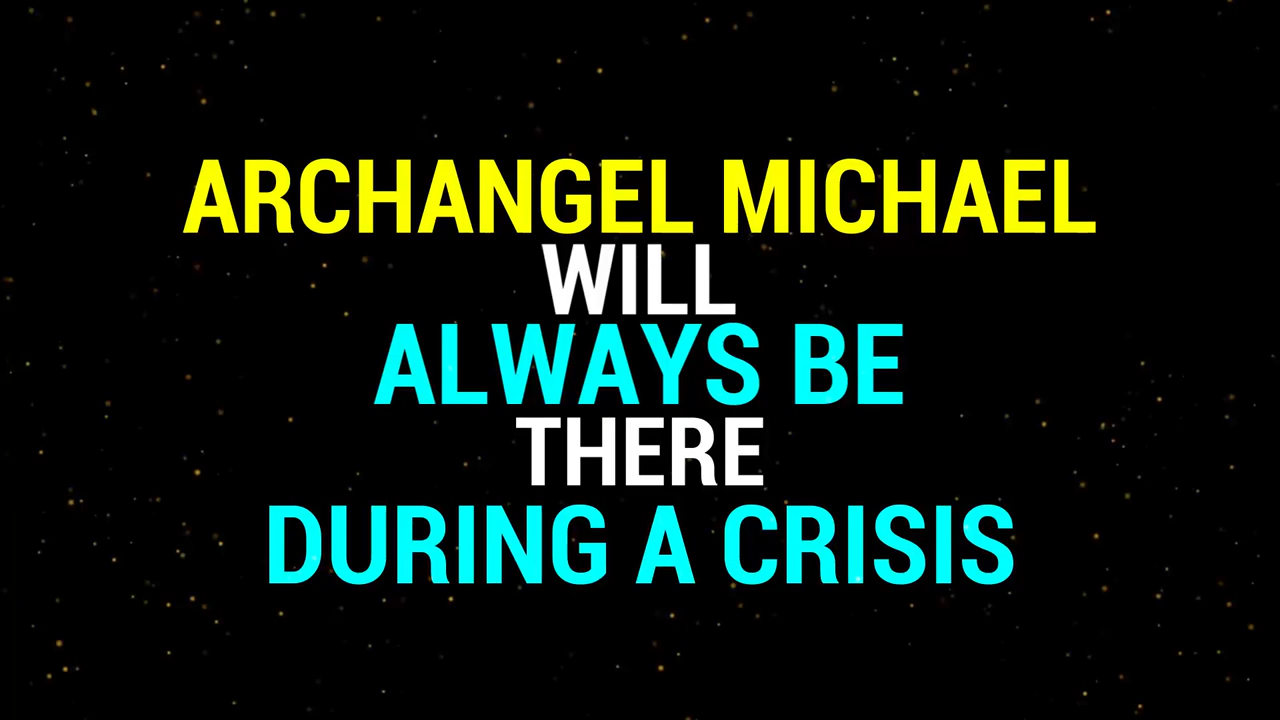 ARCHANGEL MICHAEL
WILL
ALWAYS BE
THERE
DURING A CRISIS